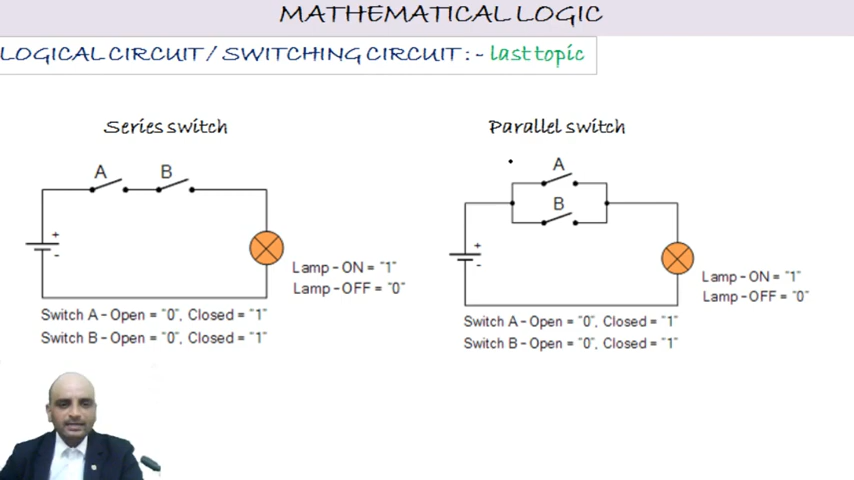 MATHEMATICAL LOGIC
LOGICAL CIRCUIT / SWITCHING CIRCUIT : - last topic
Series switch
A B
+
-
Lamp - ON = "1"
Lamp - OFF = "0"
Switch A - Open = "0", Closed = "1"
Switch B - Open = "0", Closed = "1"
Parallel switch
A
B
+
-
Lamp - ON = "1"
Lamp - OFF = "0"
Switch A - Open = "0", Closed = "1"
Switch B - Open = "0", Closed = "1"